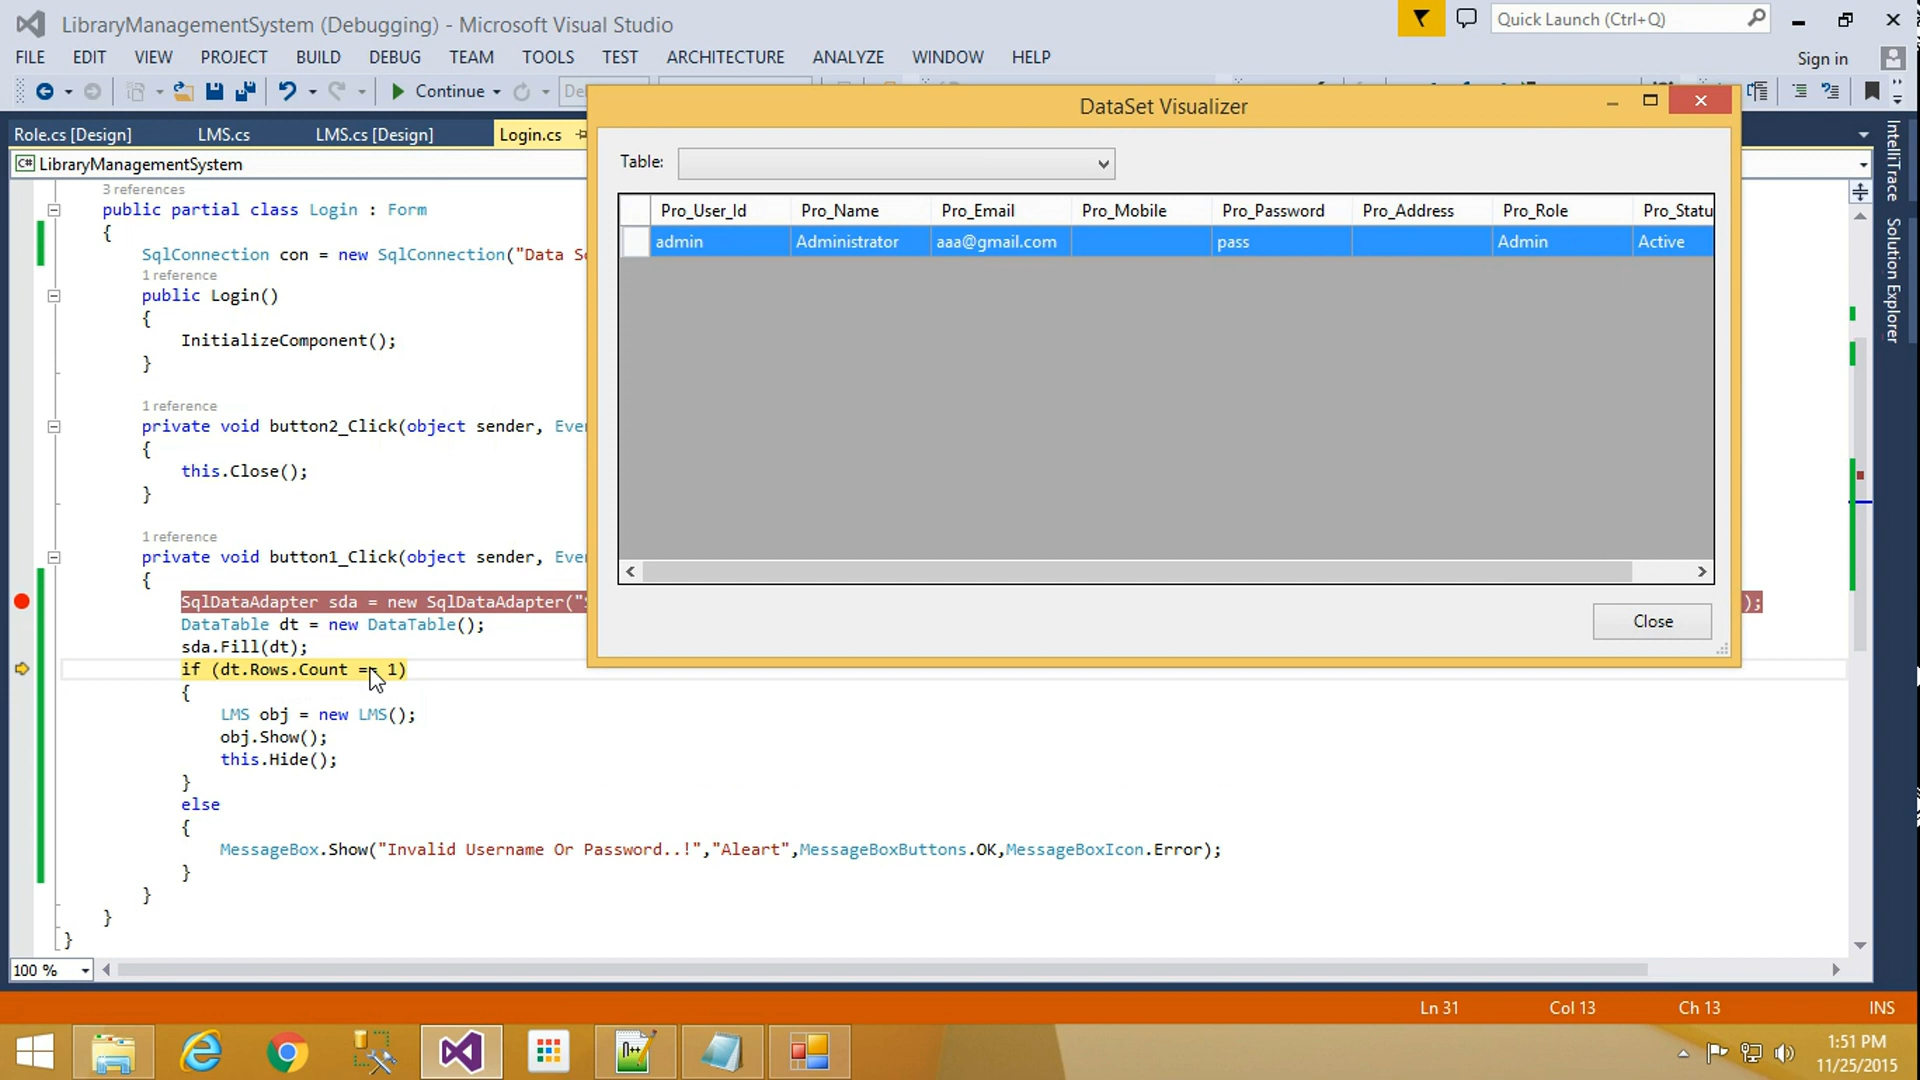 LibraryManagementSystem (Debugging) - Microsoft Visual Studio
Quick Launch (Ctrl+Q)
FILE EDIT VIEW PROJECT BUILD DEBUG TEAM TEST TOOLS ARCHITECTURE ANALYZE WINDOW HELP
Sign in
Continue
Role.cs [Design] LMS.cs LMS.cs [Design] Login.cs
C# LibraryManagementSystem
3 references
public partial class Login : Form
{
SqlConnection con = new SqlConnection("Data
1 reference
public Login()
{
InitializeComponent();
}
1 reference
private void button2_Click(object sender,
{
this.Close();
}
1 reference
private void button1_Click(object sender,
{
SqlDataAdapter sda = new SqlDataAdapter("
);
DataTable dt = new DataTable();
sda.Fill(dt);
if (dt.Rows.Count == 1)
{
LMS obj = new LMS();
obj.Show();
this.Hide();
}
else
{
MessageBox.Show("Invalid Username Or Password..!","Aleart",MessageBoxButtons.OK,MessageBoxIcon.Error);
}
}
}
}
DataSet Visualizer
Table:
Pro_User_Id Pro_Name Pro_Email Pro_Mobile Pro_Password Pro_Address Pro_Role Pro_Statu
admin Administrator aaa@gmail.com pass Admin Active
Close
IntelliTrace
Solution Explorer
100 %
Ln 31 Col 13 Ch 13 INS
1:51 PM
11/25/2015